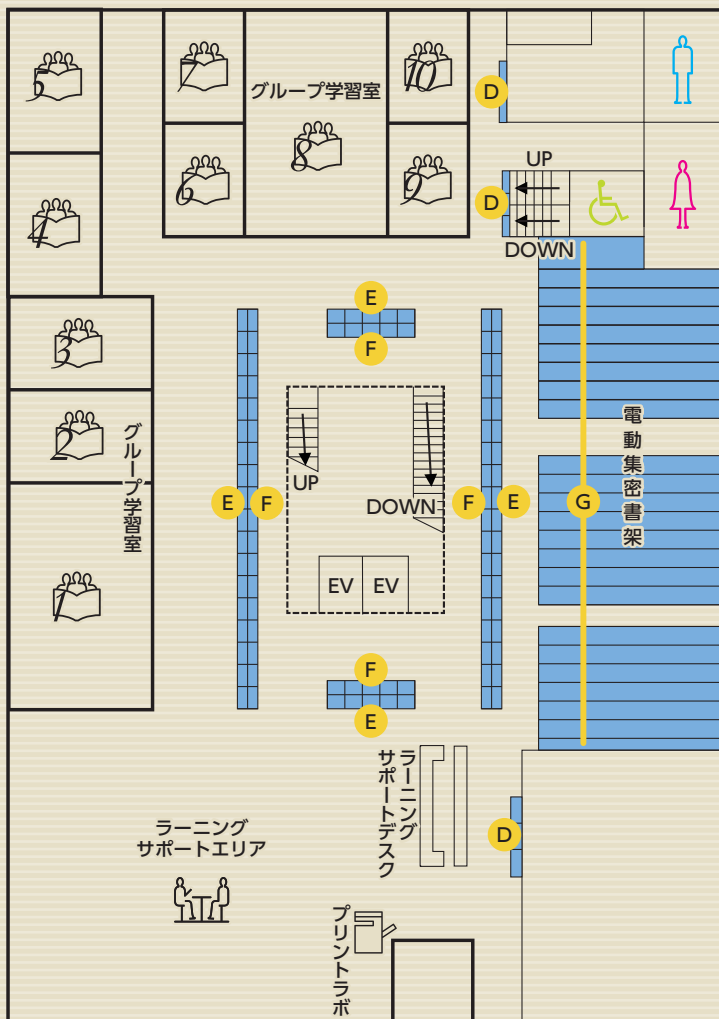 5
7
グループ学習室
10
D
8
6
9
4
UP
D
DOWN
3
E
F
2
グループ学習室
1
E
F
UP
DOWN
F
E
EV
EV
電動集密書架
G
F
E
ラーニング
サポートデスク
D
ラーニング
サポートエリア
プリントラボ